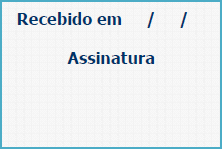 Recebido em / /
Assinatura